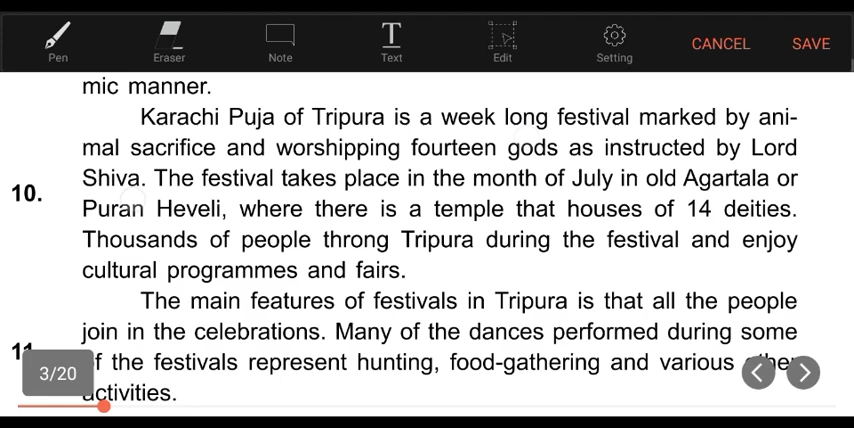 Pen Eraser Note Text Edit Setting CANCEL SAVE
mic manner.
Karachi Puja of Tripura is a week long festival marked by ani-
mal sacrifice and worshipping fourteen gods as instructed by Lord
10. Shiva. The festival takes place in the month of July in old Agartala or
Puran Heveli, where there is a temple that houses of 14 deities.
Thousands of people throng Tripura during the festival and enjoy
cultural programmes and fairs.
The main features of festivals in Tripura is that all the people
11. join in the celebrations. Many of the dances performed during some
of the festivals represent hunting, food-gathering and various other
3/20
activities.